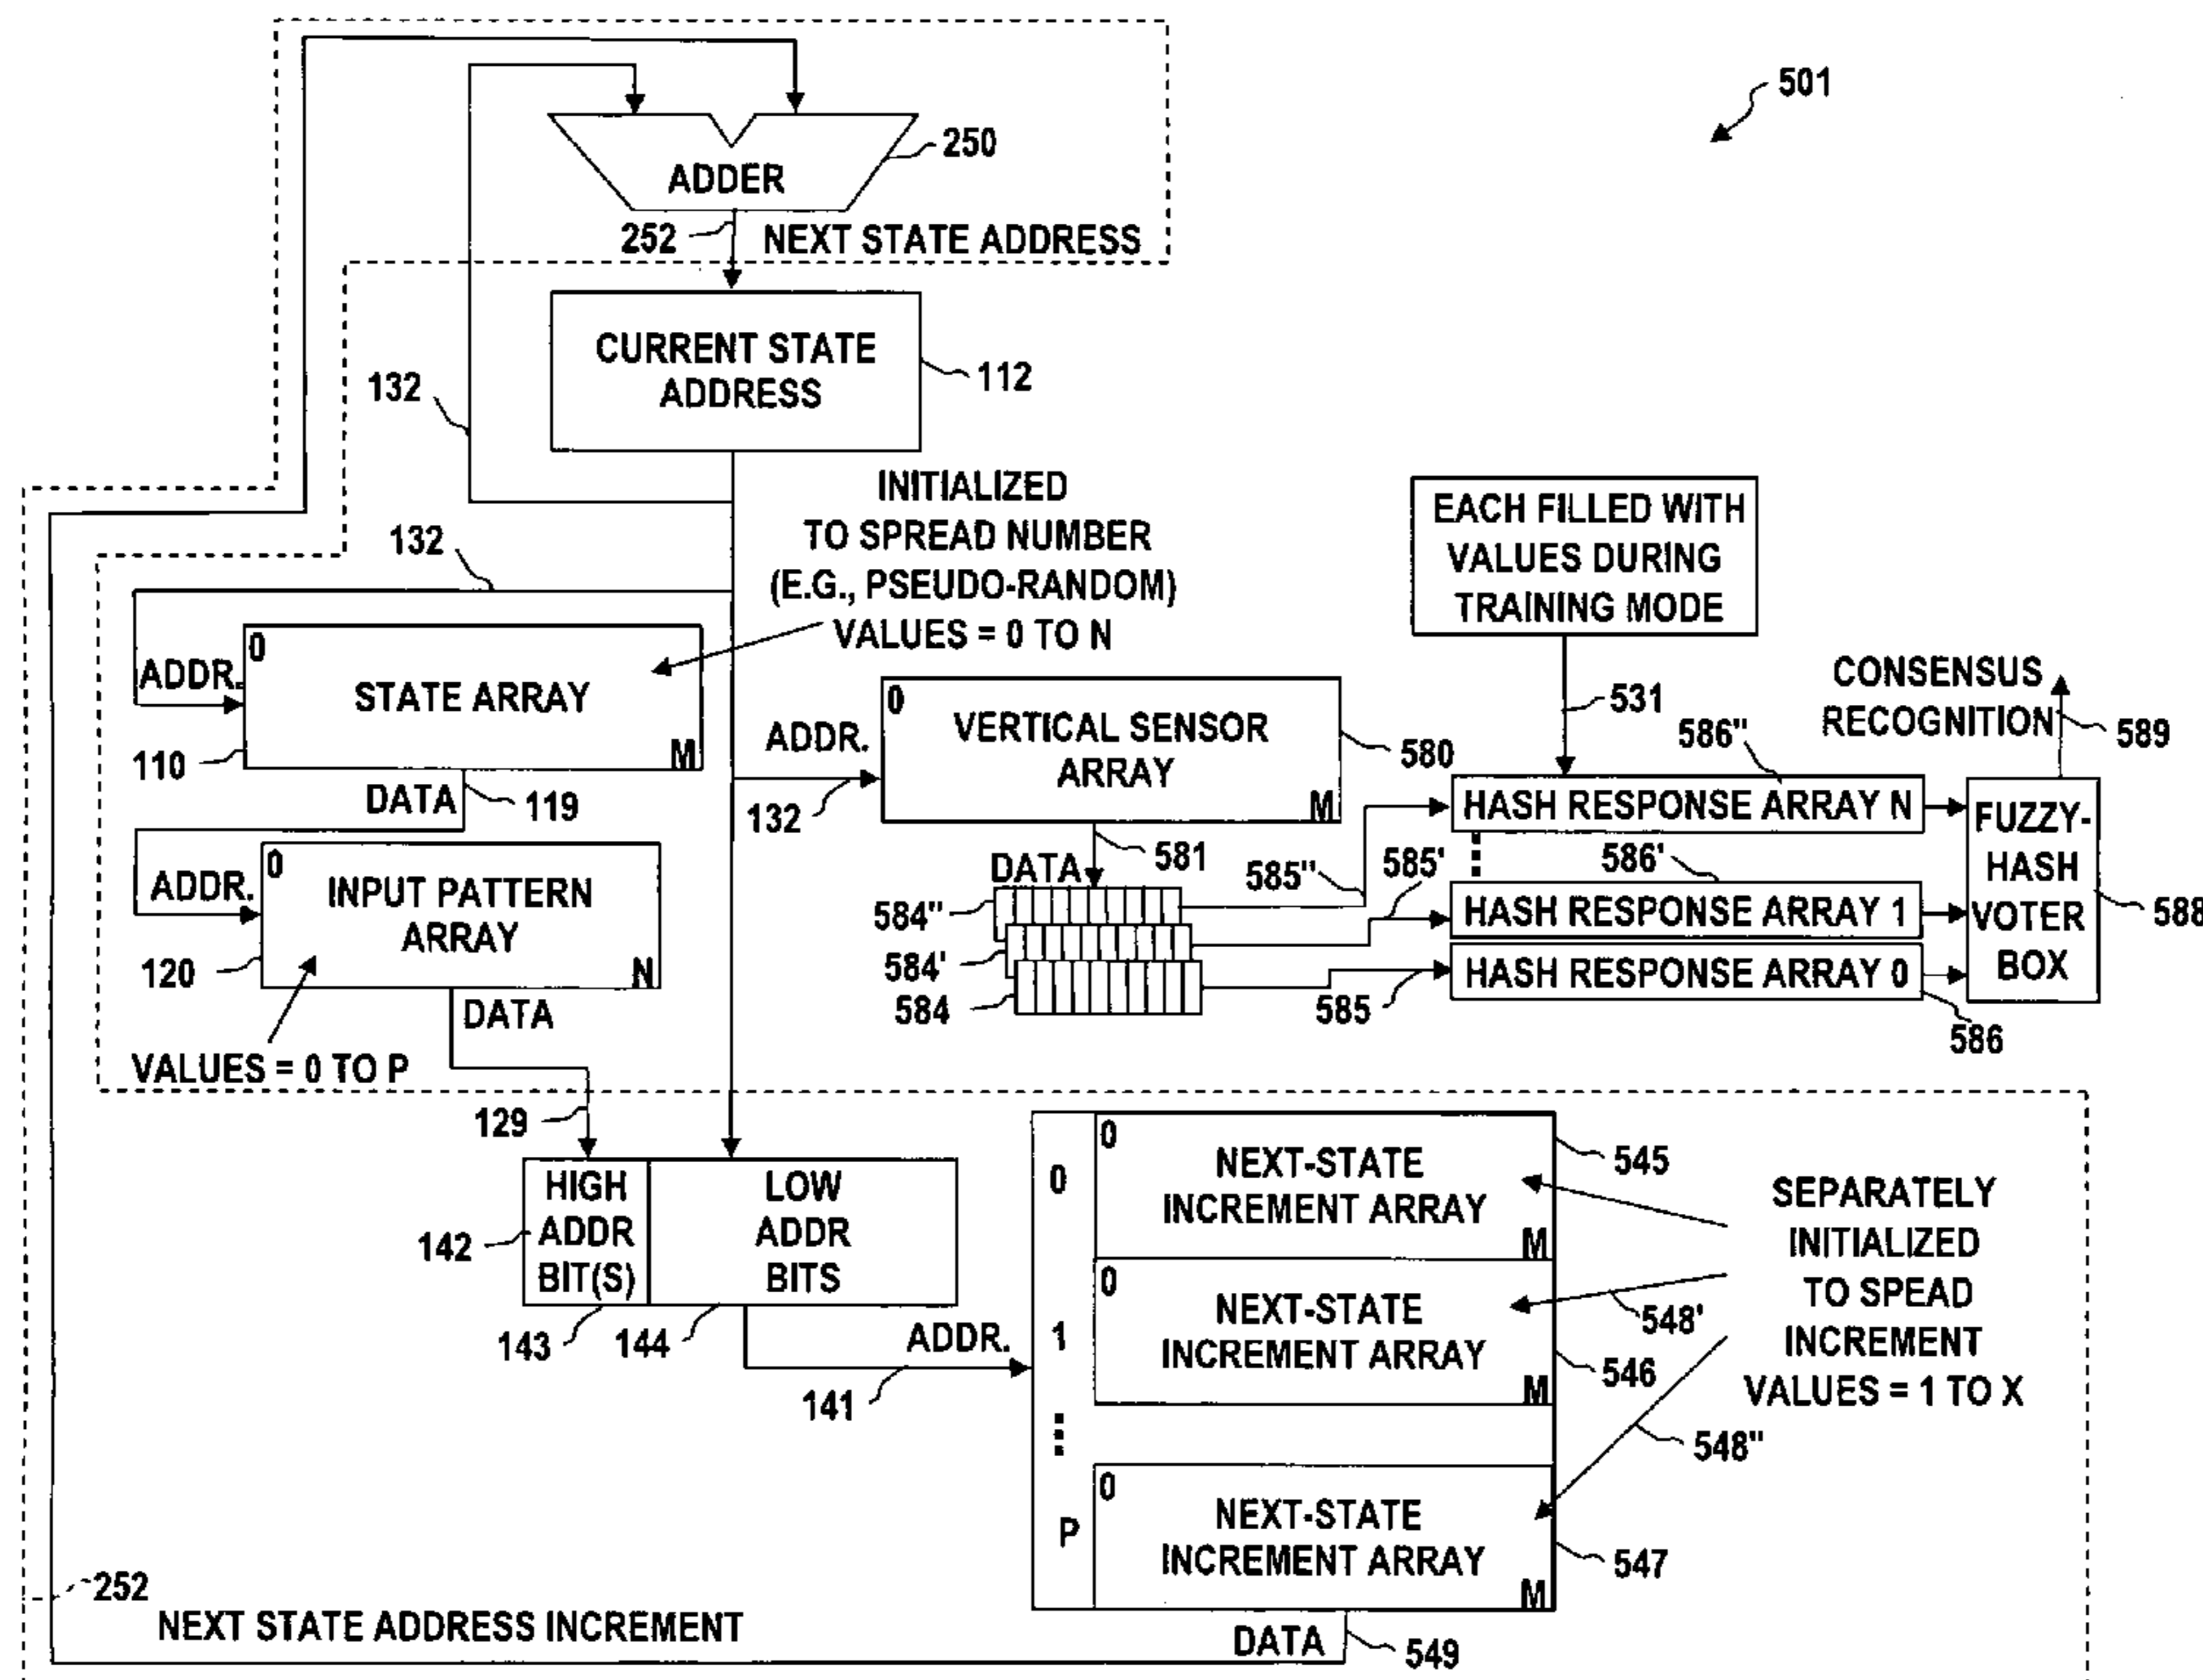 501
250
ADDER
252
NEXT STATE ADDRESS
CURRENT STATE
ADDRESS
112
132
INITIALIZED
TO SPREAD NUMBER
(E.G., PSEUDO-RANDOM)
VALUES = 0 TO N
132
EACH FILLED WITH
VALUES DURING
TRAINING MODE
531
0
ADDR.
STATE ARRAY
M
110
DATA
119
0
ADDR.
INPUT PATTERN
ARRAY
N
120
DATA
VALUES = 0 TO P
129
0
ADDR.
VERTICAL SENSOR
ARRAY
M
580
132
581
DATA
584"
584'
584
585"
585'
585
586"
HASH RESPONSE ARRAY N
586'
HASH RESPONSE ARRAY 1
HASH RESPONSE ARRAY 0
586
CONSENSUS
RECOGNITION
589
FUZZY-
HASH
VOTER
BOX
588
HIGH
ADDR
BIT(S)
LOW
ADDR
BITS
142
143
144
ADDR.
141
0
1
P
0
NEXT-STATE
INCREMENT ARRAY
M
545
0
NEXT-STATE
INCREMENT ARRAY
M
546
0
NEXT-STATE
INCREMENT ARRAY
M
547
SEPARATELY
INITIALIZED
TO SPEAD
INCREMENT
VALUES = 1 TO X
548'
548"
252
NEXT STATE ADDRESS INCREMENT
DATA
549